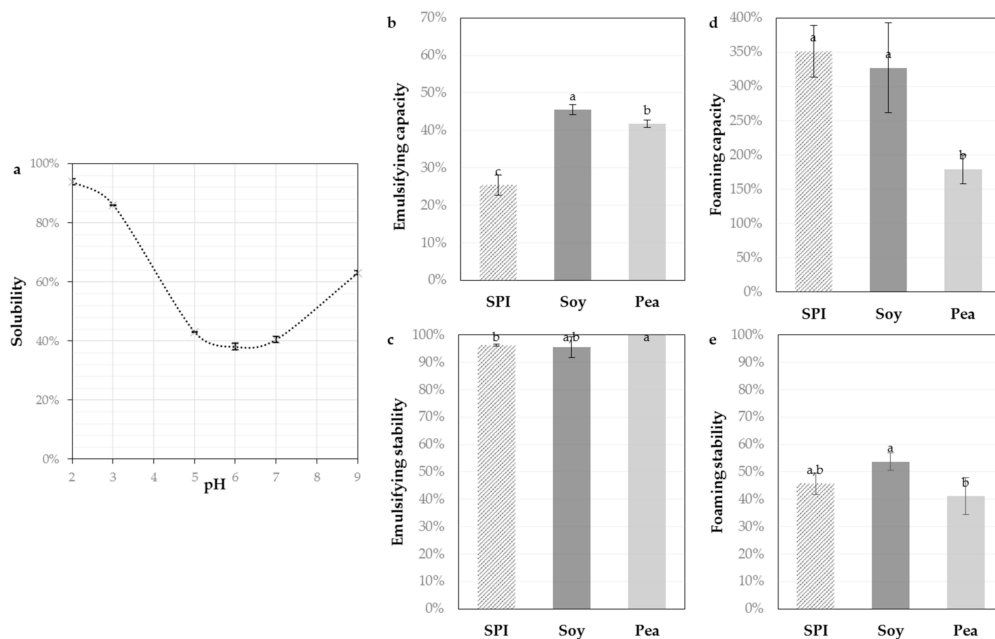 a
100%
80%
60%
40%
20%
0%
Solubility
2 3 4 5 6 7 8 9
pH
b
70%
60%
50%
40%
30%
20%
10%
0%
Emulsifying capacity
c
a
b
SPI Soy Pea
c
100%
90%
80%
70%
60%
50%
40%
30%
20%
10%
0%
Emulsifying stability
b
a,b
a
SPI Soy Pea
d
400%
350%
300%
250%
200%
150%
100%
50%
0%
Foaming capacity
a
a
b
SPI Soy Pea
e
100%
90%
80%
70%
60%
50%
40%
30%
20%
10%
0%
Foaming stability
a,b
a
b
SPI Soy Pea